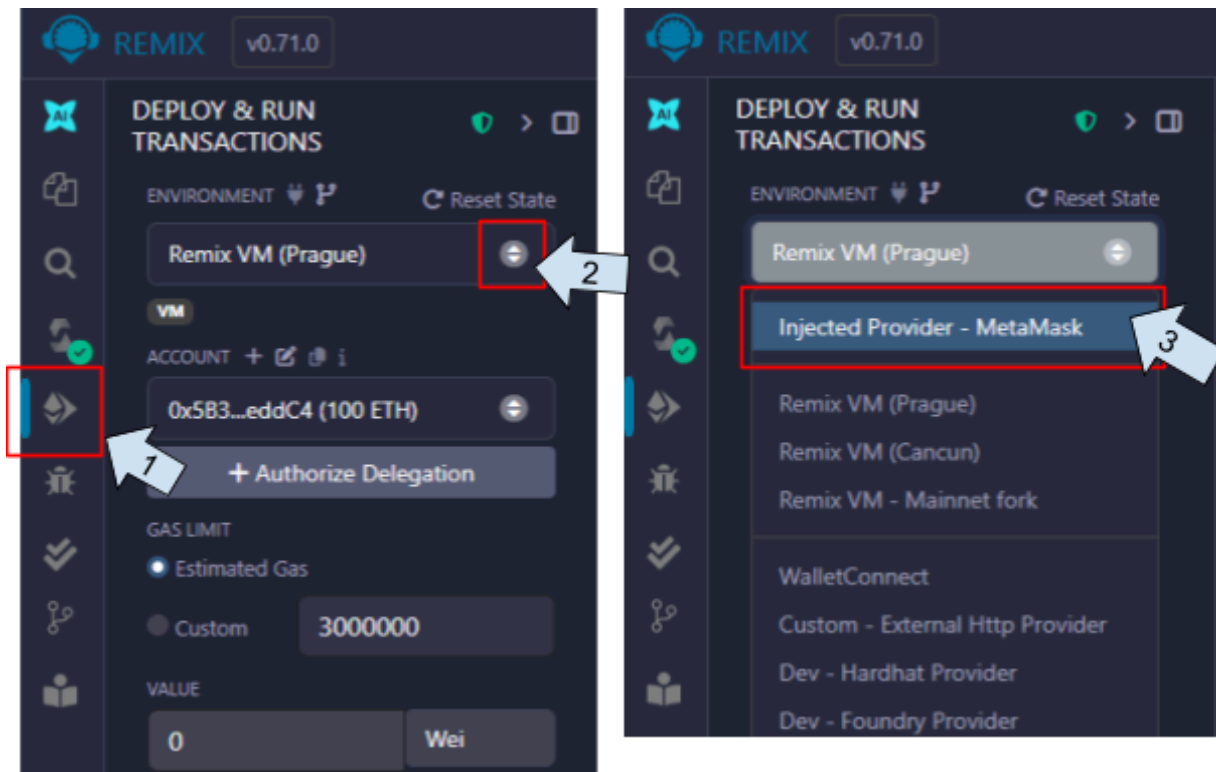 REMIX v0.71.0
AI
DEPLOY & RUN
TRANSACTIONS
ENVIRONMENT
Reset State
Remix VM (Prague)
2
VM
ACCOUNT + i
0x5B3...eddC4 (100 ETH)
1
+ Authorize Delegation
GAS LIMIT
Estimated Gas
Custom 3000000
VALUE
0 Wei
REMIX v0.71.0
AI
DEPLOY & RUN
TRANSACTIONS
ENVIRONMENT
Reset State
Remix VM (Prague)
Injected Provider - MetaMask
3
Remix VM (Prague)
Remix VM (Cancun)
Remix VM - Mainnet fork
WalletConnect
Custom - External Http Provider
Dev - Hardhat Provider
Dev - Foundry Provider